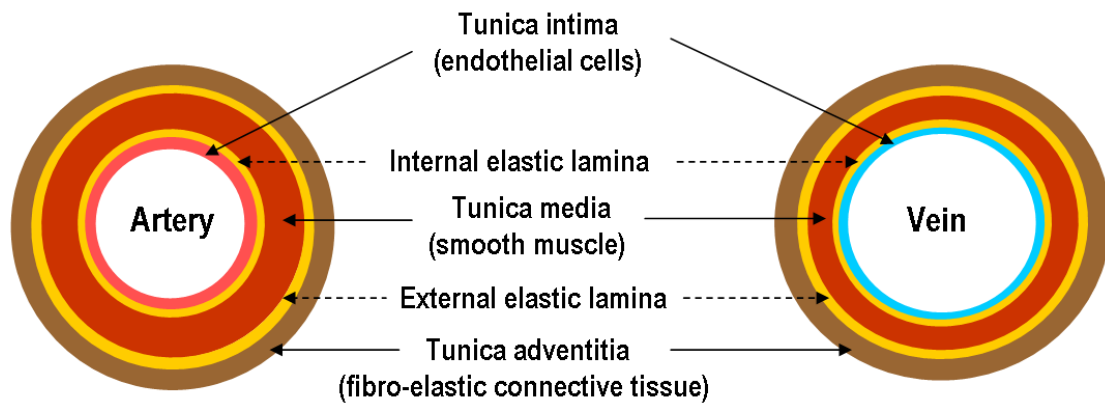 Tunica intima
(endothelial cells)
Internal elastic lamina
Artery
Tunica media
(smooth muscle)
Vein
External elastic lamina
Tunica adventitia
(fibro-elastic connective tissue)